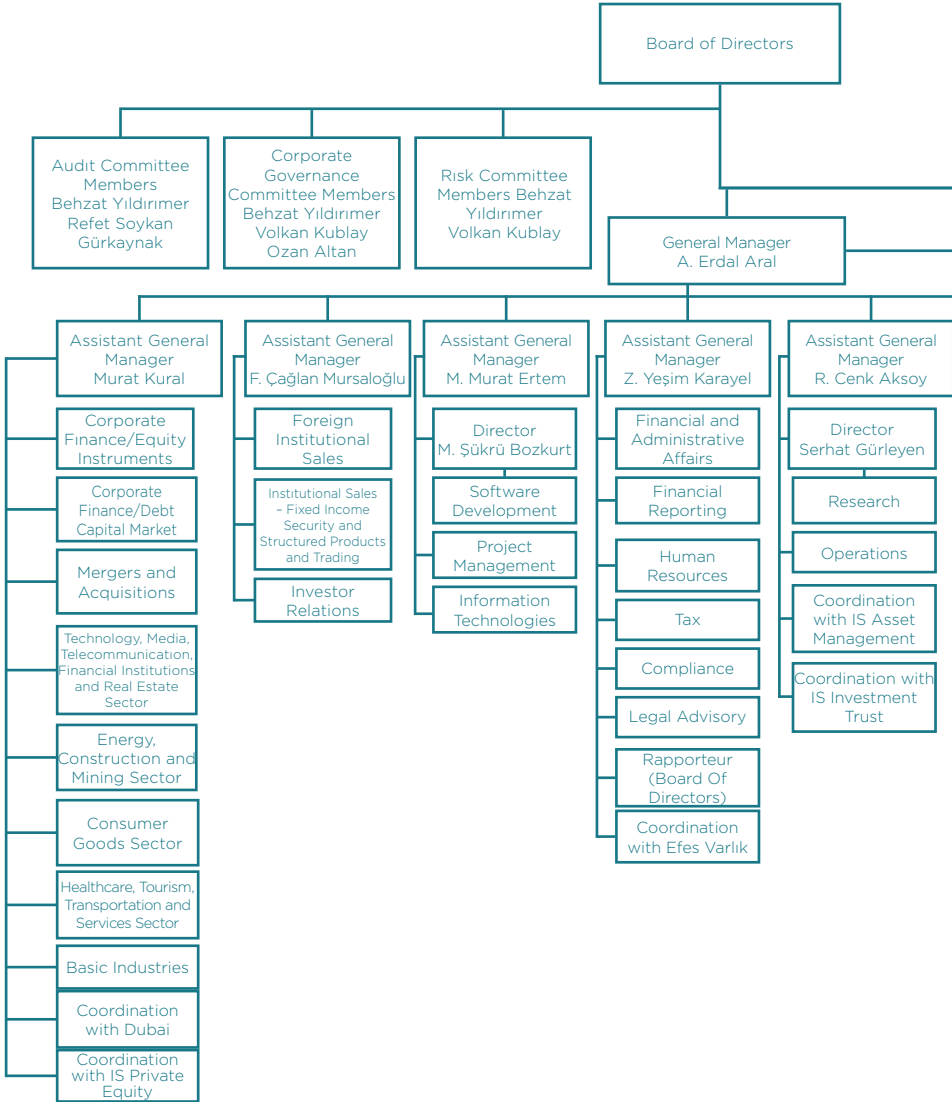 Board of Directors
Audıt Committee
Members
Behzat Yıldırımer
Refet Soykan
Gürkaynak
Corporate
Governance
Committee Members
Behzat Yıldırımer
Volkan Kublay
Ozan Altan
Rısk Committee
Members Behzat
Yıldırımer
Volkan Kublay
General Manager
A. Erdal Aral
Assistant General
Manager
Murat Kural
Corporate
Fınance/Equity
Instruments
Corporate
Finance/Debt
Capital Market
Mergers and
Acquisitions
Technology, Media,
Telecommunicatıon,
Financial Institutions
and Real Estate
Sector
Energy,
Constructıon and
Mining Sector
Consumer
Goods Sector
Healthcare, Tourism,
Transportation and
Services Sector
Basic Industries
Coordination
with Dubai
Coordination
with IS Private
Equity
Assistant General
Manager
F. Çağlan Mursaloğlu
Foreign
Institutional
Sales
Instıtutional Sales
– Fixed Income
Security and
Structured Products
and Trading
Investor
Relations
Assistant General
Manager
M. Murat Ertem
Director
M. Şükrü Bozkurt
Software
Development
Project
Management
Information
Technologies
Assistant General
Manager
Z. Yeşim Karayel
Financial and
Administrative
Affairs
Financial
Reporting
Human
Resources
Tax
Compliance
Legal Advisory
Rapporteur
(Board Of
Directors)
Coordination
with Efes Varlık
Assistant General
Manager
R. Cenk Aksoy
Director
Serhat Gürleyen
Research
Operations
Coordination
with IS Asset
Management
Coordination with
IS Investment
Trust